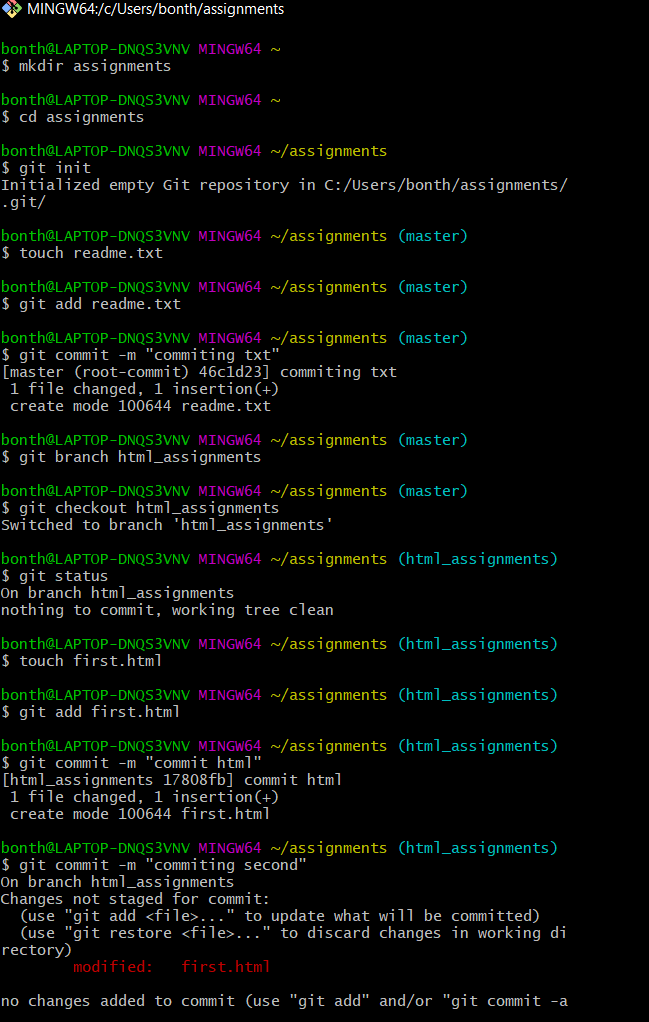 MINGW64:/c/Users/bonth/assignments
bonth@LAPTOP-DNQS3VNV MINGW64 ~
$ mkdir assignments
bonth@LAPTOP-DNQS3VNV MINGW64 ~
$ cd assignments
bonth@LAPTOP-DNQS3VNV MINGW64 ~/assignments
$ git init
Initialized empty Git repository in C:/Users/bonth/assignments/
.git/
bonth@LAPTOP-DNQS3VNV MINGW64 ~/assignments (master)
$ touch readme.txt
bonth@LAPTOP-DNQS3VNV MINGW64 ~/assignments (master)
$ git add readme.txt
bonth@LAPTOP-DNQS3VNV MINGW64 ~/assignments (master)
$ git commit -m "commiting txt"
[master (root-commit) 46c1d23] commiting txt
 1 file changed, 1 insertion(+)
 create mode 100644 readme.txt
bonth@LAPTOP-DNQS3VNV MINGW64 ~/assignments (master)
$ git branch html_assignments
bonth@LAPTOP-DNQS3VNV MINGW64 ~/assignments (master)
$ git checkout html_assignments
Switched to branch 'html_assignments'
bonth@LAPTOP-DNQS3VNV MINGW64 ~/assignments (html_assignments)
$ git status
On branch html_assignments
nothing to commit, working tree clean
bonth@LAPTOP-DNQS3VNV MINGW64 ~/assignments (html_assignments)
$ touch first.html
bonth@LAPTOP-DNQS3VNV MINGW64 ~/assignments (html_assignments)
$ git add first.html
bonth@LAPTOP-DNQS3VNV MINGW64 ~/assignments (html_assignments)
$ git commit -m "commit html"
[html_assignments 17808fb] commit html
 1 file changed, 1 insertion(+)
 create mode 100644 first.html
bonth@LAPTOP-DNQS3VNV MINGW64 ~/assignments (html_assignments)
$ git commit -m "commiting second"
On branch html_assignments
Changes not staged for commit:
  (use "git add <file>..." to update what will be committed)
  (use "git restore <file>..." to discard changes in working di
rectory)
        modified:   first.html
no changes added to commit (use "git add" and/or "git commit -a